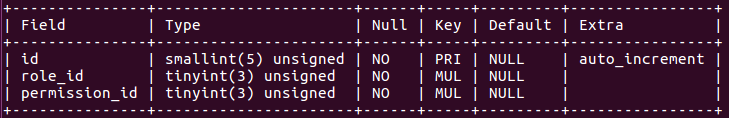 +---------------+----------------------+------+-----+---------+----------------+
| Field         | Type                 | Null | Key | Default | Extra          |
+---------------+----------------------+------+-----+---------+----------------+
| id            | smallint(5) unsigned | NO   | PRI | NULL    | auto_increment |
| role_id       | tinyint(3) unsigned  | NO   | MUL | NULL    |                |
| permission_id | tinyint(3) unsigned  | NO   | MUL | NULL    |                |
+---------------+----------------------+------+-----+---------+----------------+